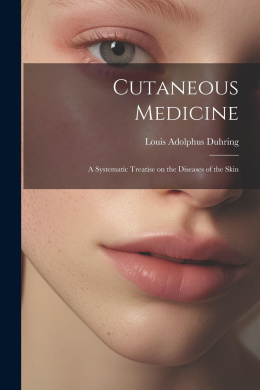 Cutaneous
Medicine
Louis Adolphus Duhring
A Systematic Treatise on the Diseases of the Skin